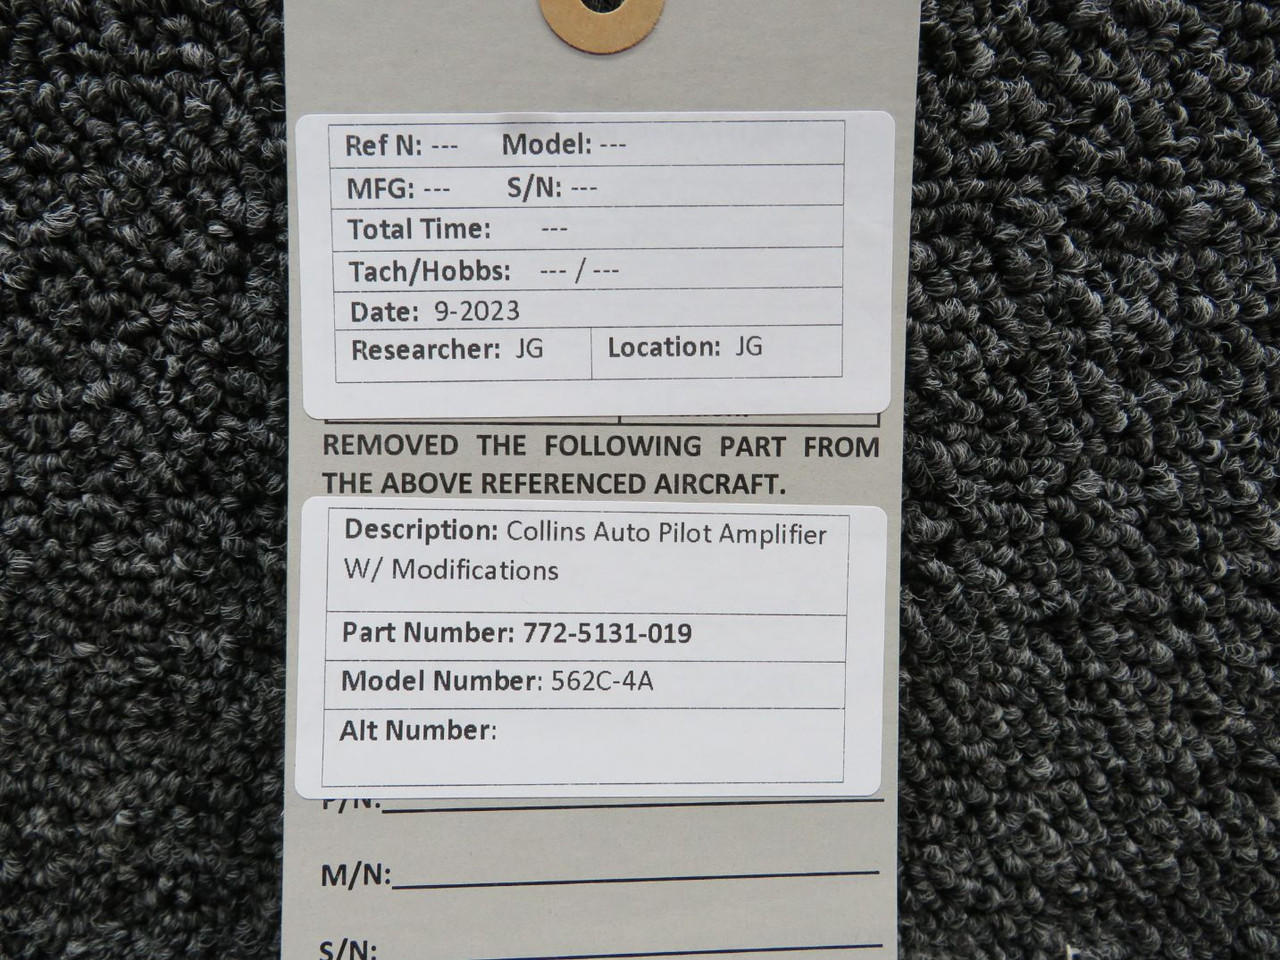 Ref N: --- Model: ---
MFG: --- S/N: ---
Total Time: ---
Tach/Hobbs: --- / ---
Date: 9-2023
Researcher: JG Location: JG
REMOVED THE FOLLOWING PART FROM
THE ABOVE REFERENCED AIRCRAFT.
Description: Collins Auto Pilot Amplifier
W/ Modifications
Part Number: 772-5131-019
Model Number: 562C-4A
Alt Number:
P/N:
M/N:
S/N: